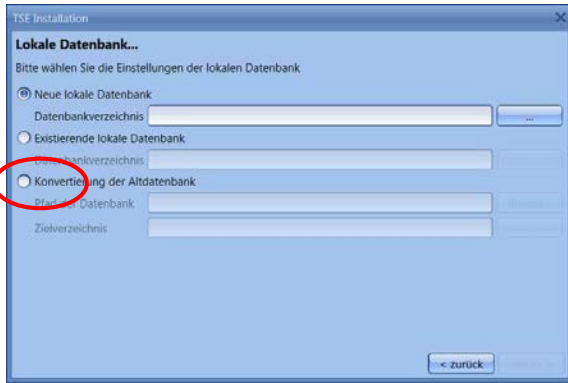 TSE Installation
Lokale Datenbank...
Bitte wählen Sie die Einstellungen der lokalen Datenbank
Neue lokale Datenbank
Datenbankverzeichnis
...
Existierende lokale Datenbank
Datenbankverzeichnis
Konvertierung der Altdatenbank
Pfad der Datenbank
Zielverzeichnis
< zurück